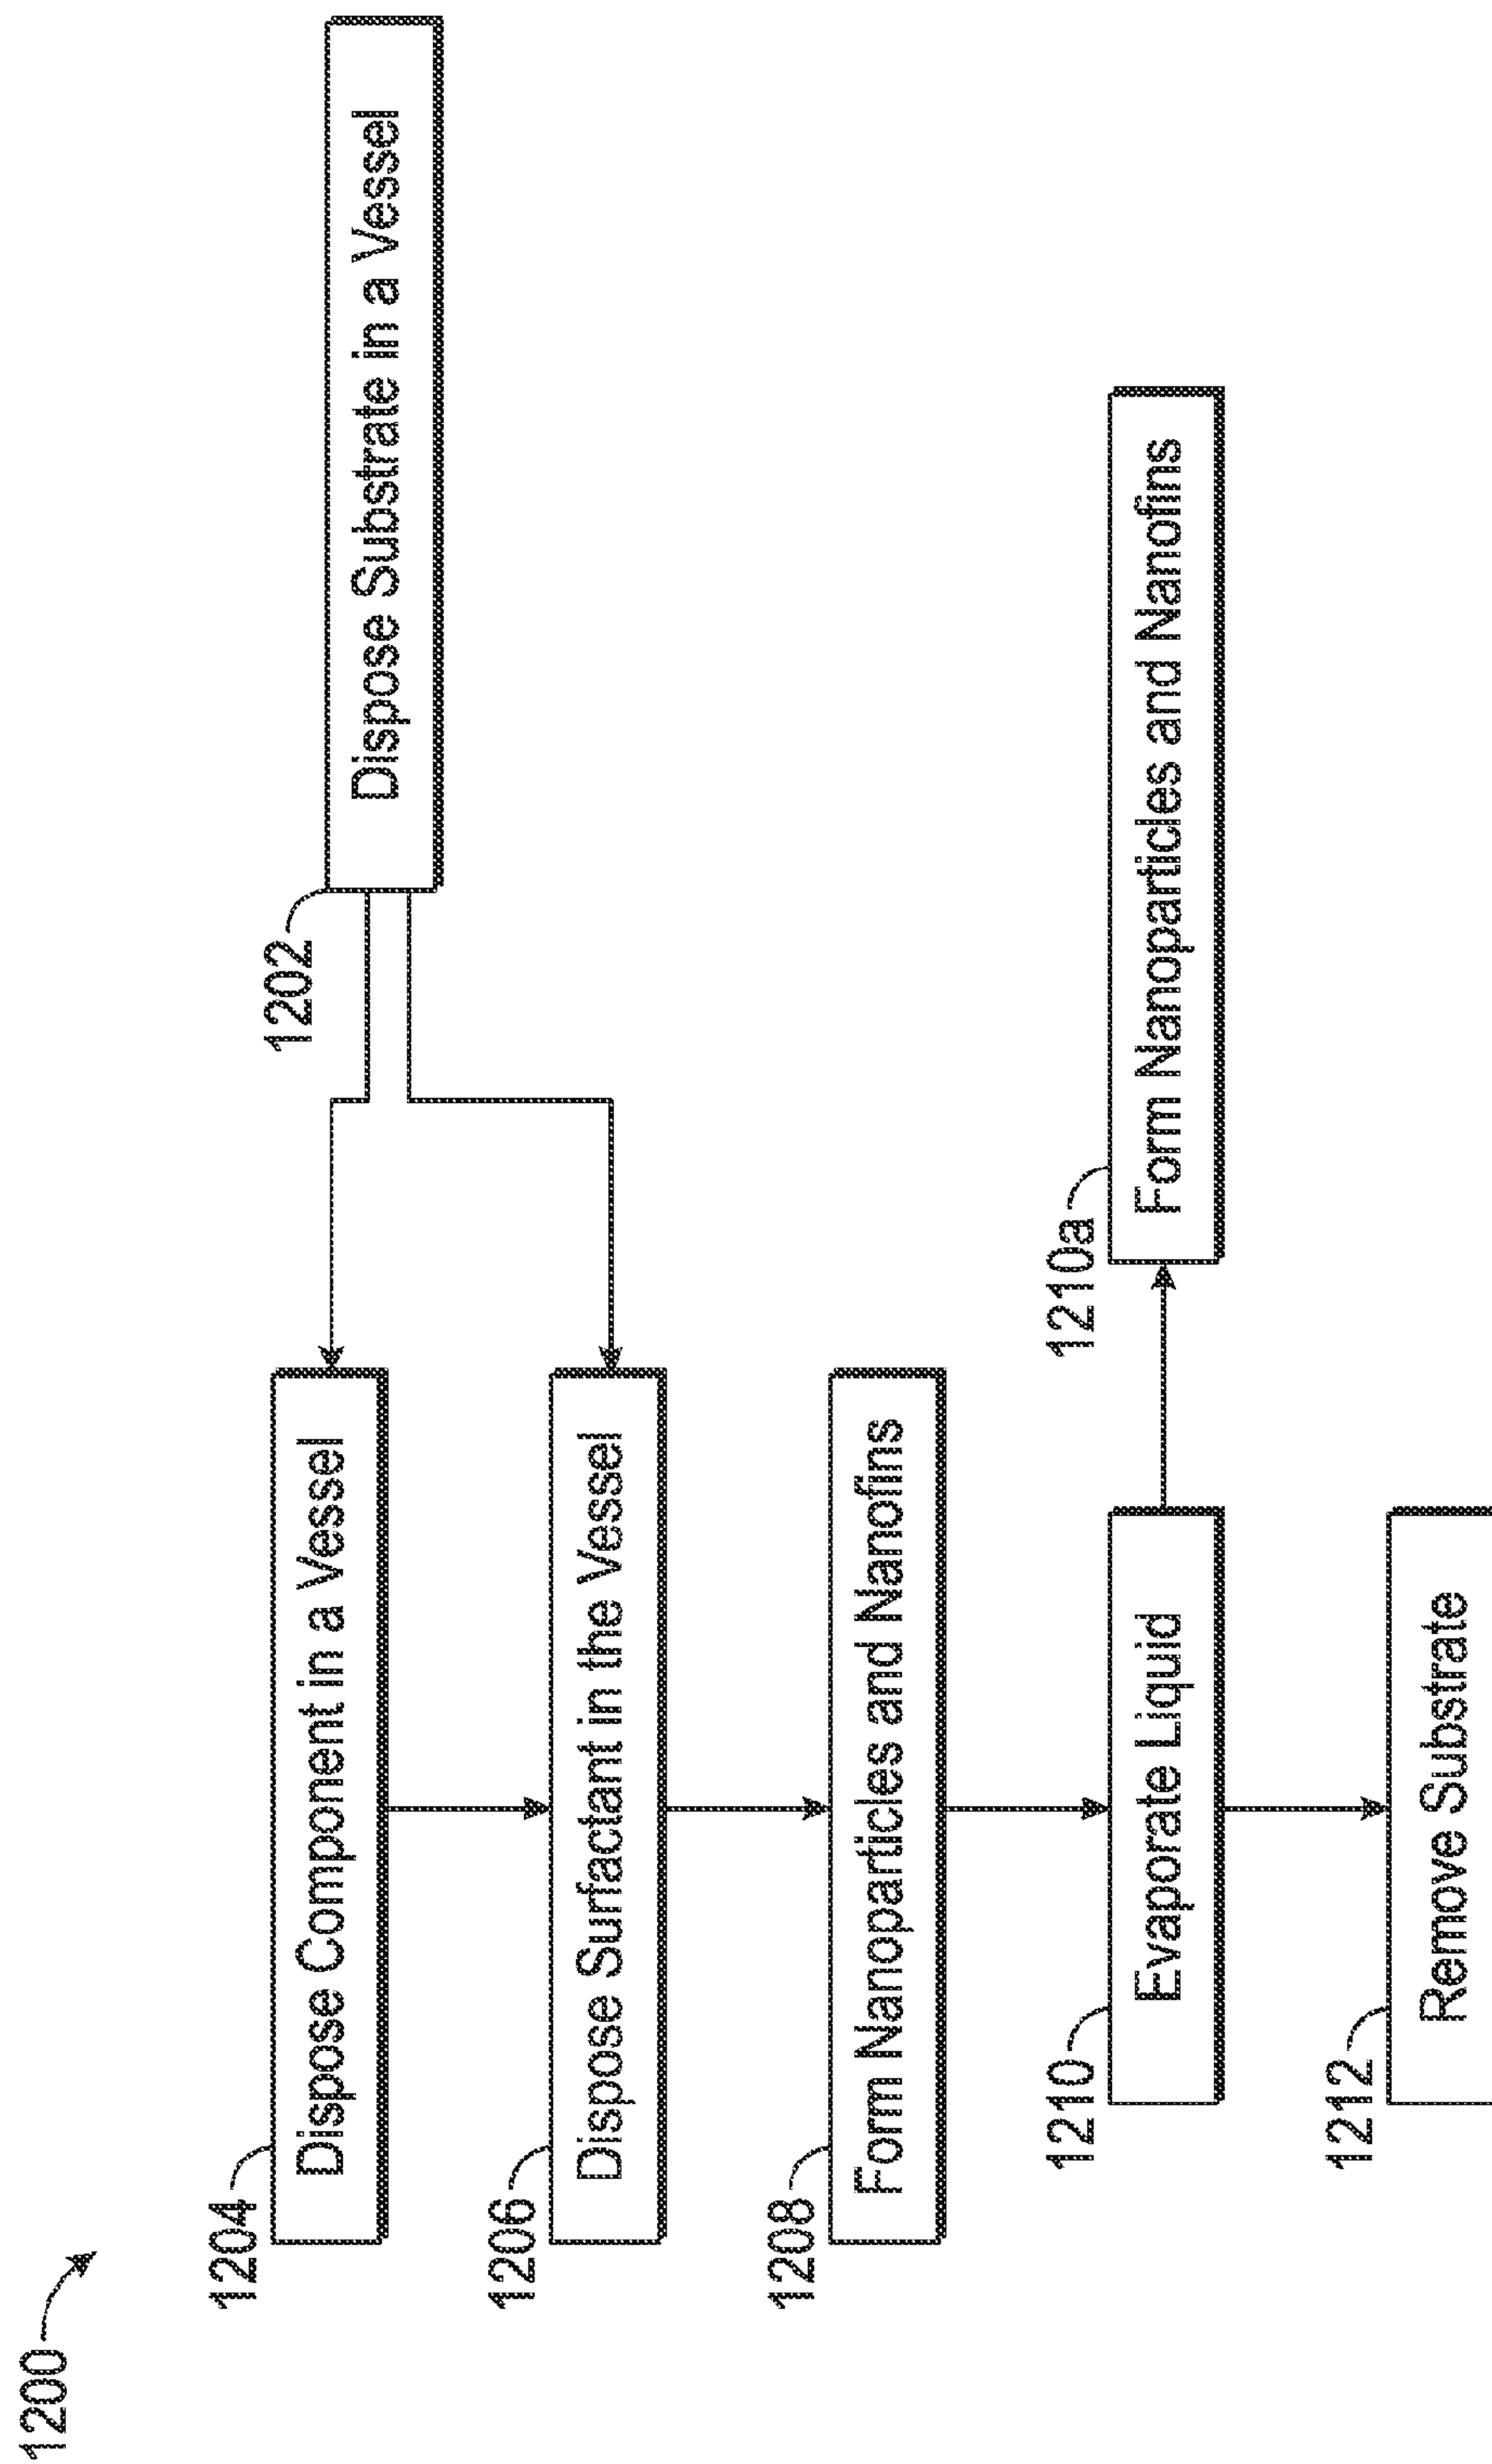 1200
1202
Dispose Substrate in a Vessel
1204
Dispose Component in a Vessel
1206
Dispose Surfactant in the Vessel
1208
Form Nanoparticles and Nanofins
1210
Evaporate Liquid
1210a
Form Nanoparticles and Nanofins
1212
Remove Substrate